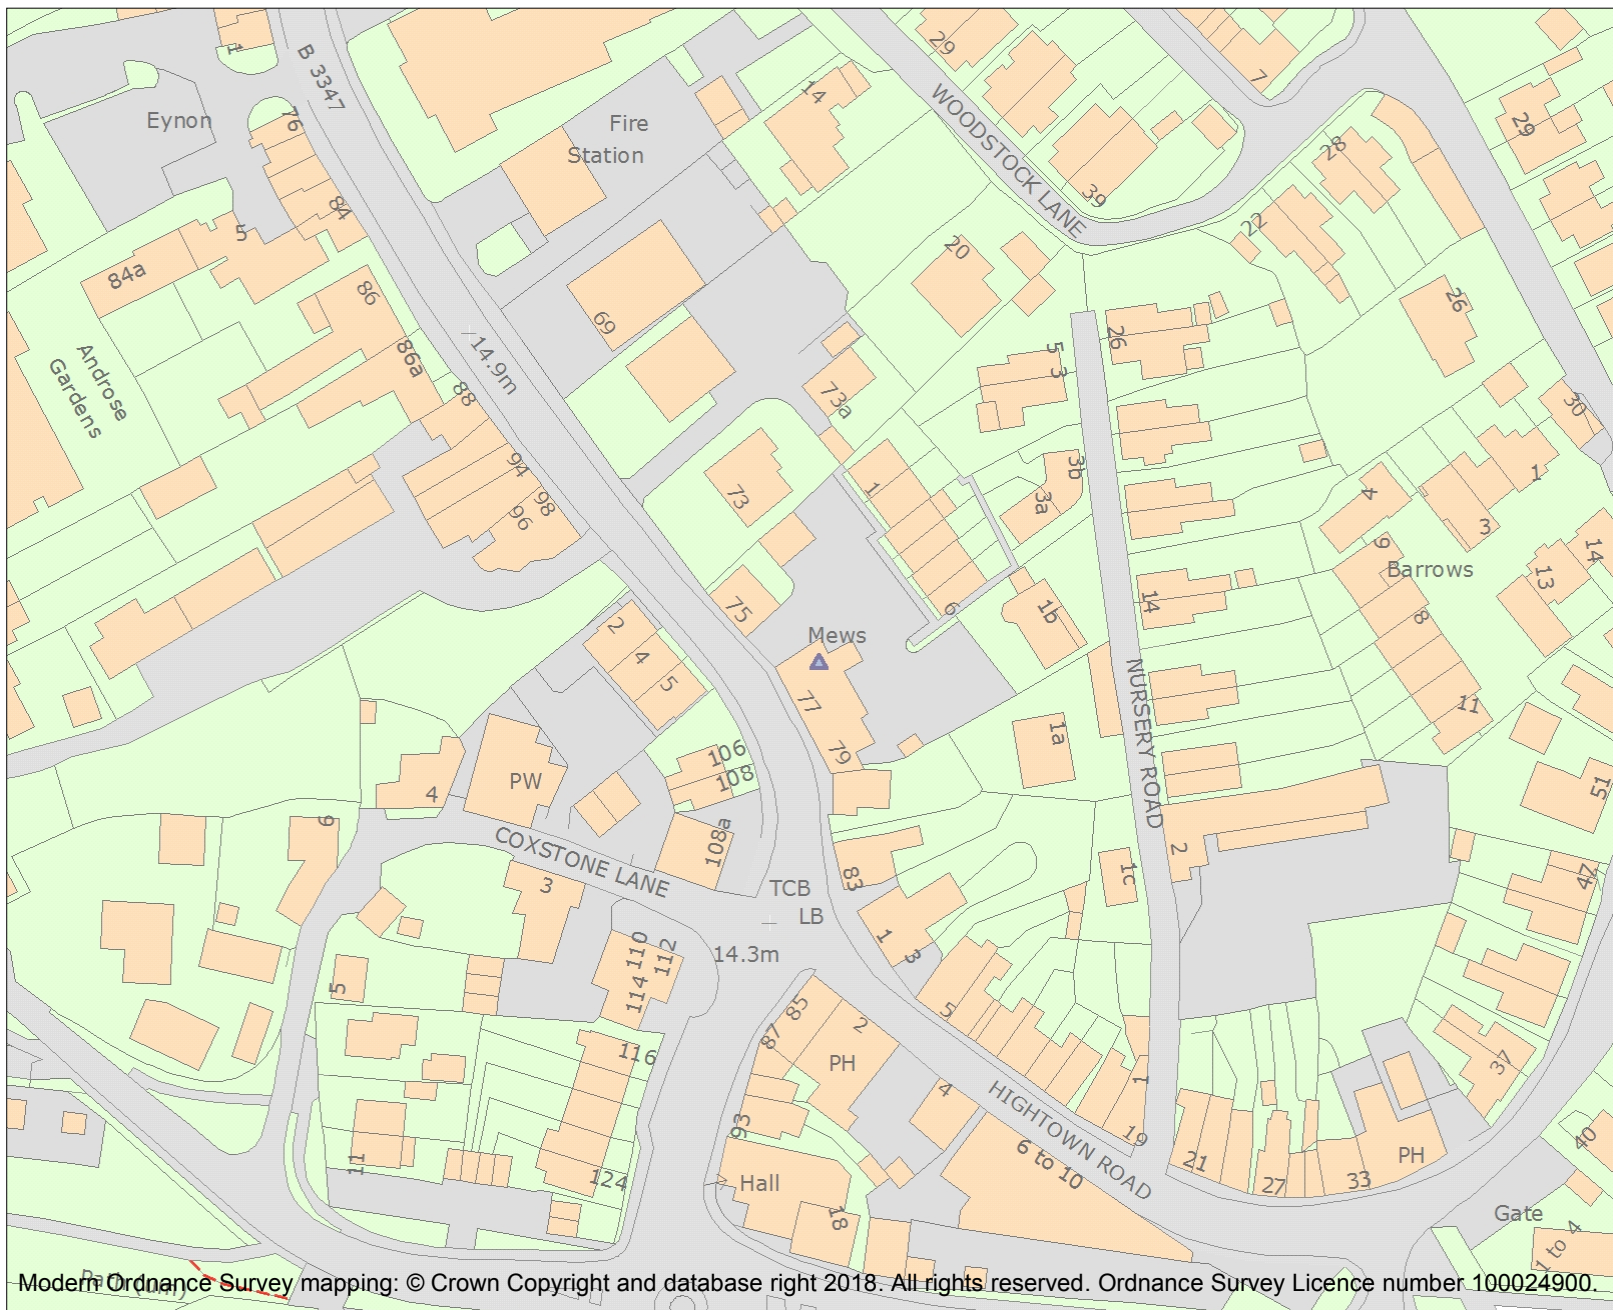 1
B 3347
Eynon
76
84
5
84a
86
86a
88
Androse
Gardens
14.9m
94
98
96
Fire
Station
14
69
73a
73
75
WOODSTOCK LANE
29
7
39
28
22
20
29
26
30
26
5
3
3b
3a
1
6
1b
14
4
1
3
9
Barrows
13
14
8
11
Mews
77
79
NURSERY ROAD
1a
1c
2
51
47
37
2
4
5
106
108
108a
PW
4
6
COXSTONE LANE
3
TCB
LB
83
14.3m
110
112
114
5
1
3
5
85
87
2
PH
93
4
116
124
11
Hall
18
HIGHTOWN ROAD
6 to 10
1
19
21
27
33
PH
40
Gate
1 to 4
Path (um)
Modern Ordnance Survey mapping: © Crown Copyright and database right 2018. All rights reserved. Ordnance Survey Licence number 100024900.